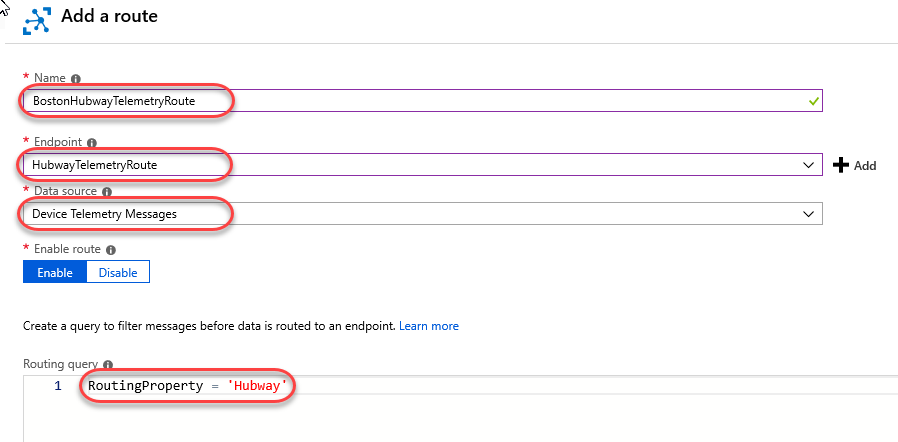 Add a route
* Name
BostonHubwayTelemetryRoute
* Endpoint
HubwayTelemetryRoute
Add
* Data source
Device Telemetry Messages
* Enable route
Enable Disable
Create a query to filter messages before data is routed to an endpoint. Learn more
Routing query
1 RoutingProperty = 'Hubway'